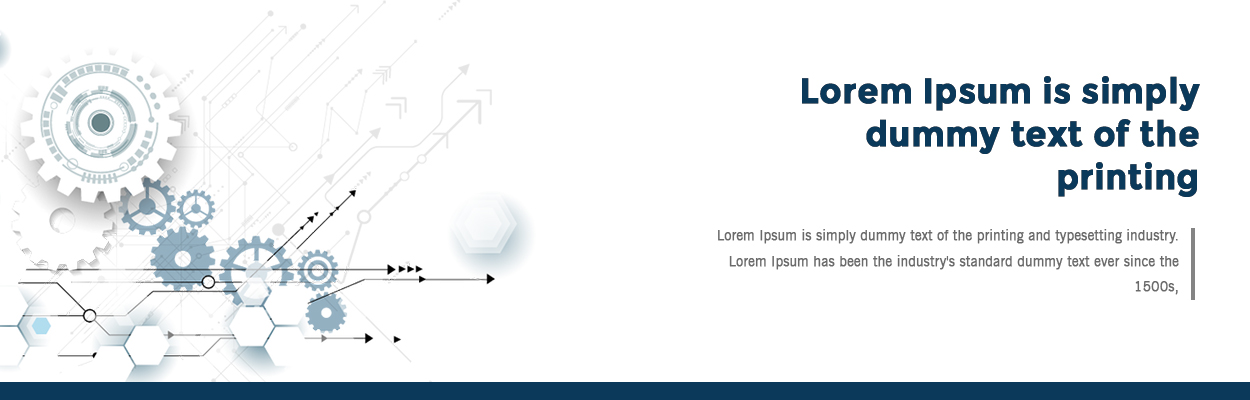 Lorem Ipsum is simply
dummy text of the
printing
Lorem Ipsum is simply dummy text of the printing and typesetting industry.
Lorem Ipsum has been the industry's standard dummy text ever since the
1500s,